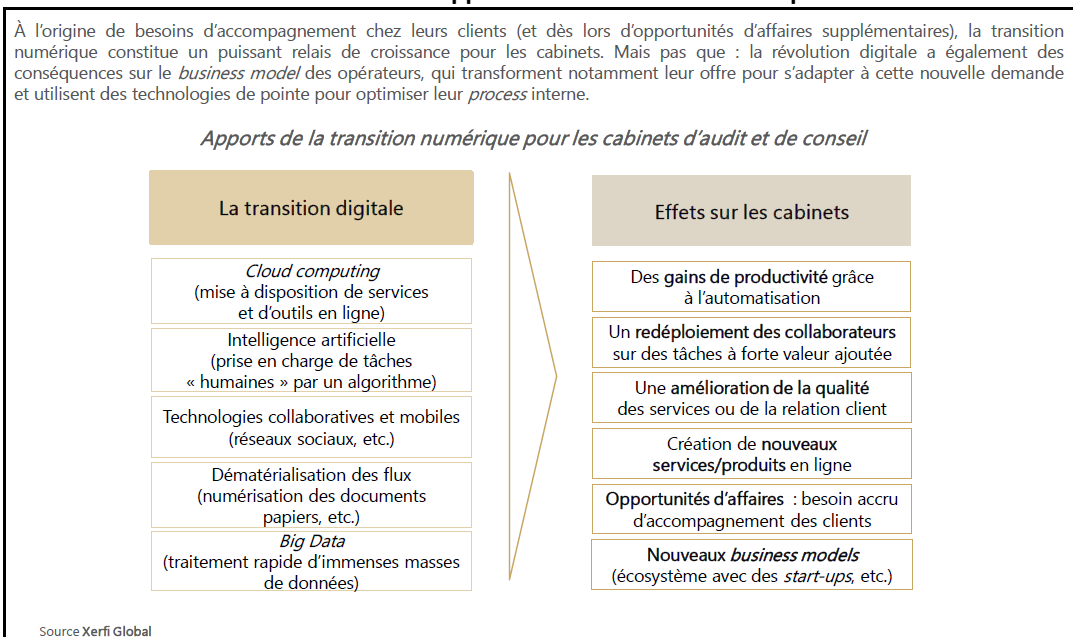 À l’origine de besoins d’accompagnement chez leurs clients (et dès lors d’opportunités d’affaires supplémentaires), la transition
numérique constitue un puissant relais de croissance pour les cabinets. Mais pas que : la révolution digitale a également des
conséquences sur le business model des opérateurs, qui transforment notamment leur offre pour s’adapter à cette nouvelle demande
et utilisent des technologies de pointe pour optimiser leur process interne.
Apports de la transition numérique pour les cabinets d’audit et de conseil
La transition digitale
Cloud computing
(mise à disposition de services
et d’outils en ligne)
Intelligence artificielle
(prise en charge de tâches
« humaines » par un algorithme)
Technologies collaboratives et mobiles
(réseaux sociaux, etc.)
Dématérialisation des flux
(numérisation des documents
papiers, etc.)
Big Data
(traitement rapide d’immenses masses
de données)
Effets sur les cabinets
Des gains de productivité grâce
à l’automatisation
Un redéploiement des collaborateurs
sur des tâches à forte valeur ajoutée
Une amélioration de la qualité
des services ou de la relation client
Création de nouveaux
services/produits en ligne
Opportunités d’affaires : besoin accru
d’accompagnement des clients
Nouveaux business models
(écosystème avec des start-ups, etc.)
Source Xerfi Global